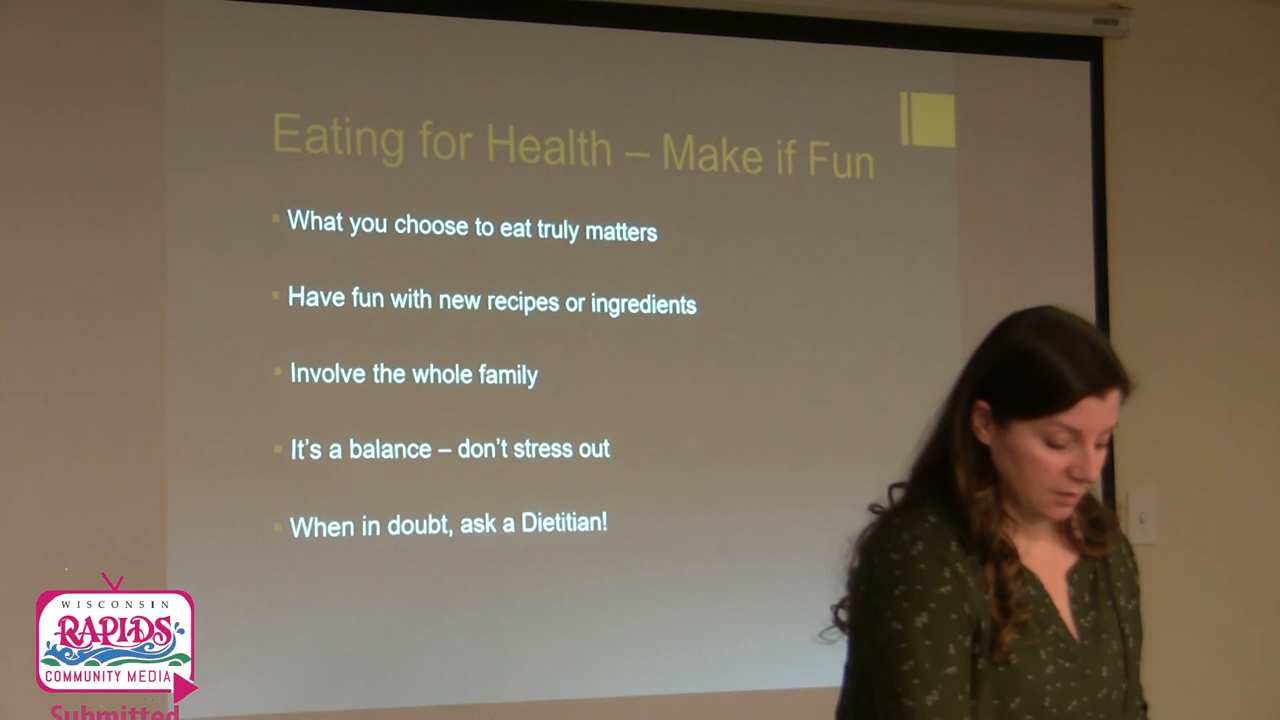 Eating for Health – Make if Fun
▪ What you choose to eat truly matters
▪ Have fun with new recipes or ingredients
▪ Involve the whole family
▪ It's a balance – don't stress out
▪ When in doubt, ask a Dietitian!
WISCONSIN
RAPIDS
COMMUNITY MEDIA
Submitted